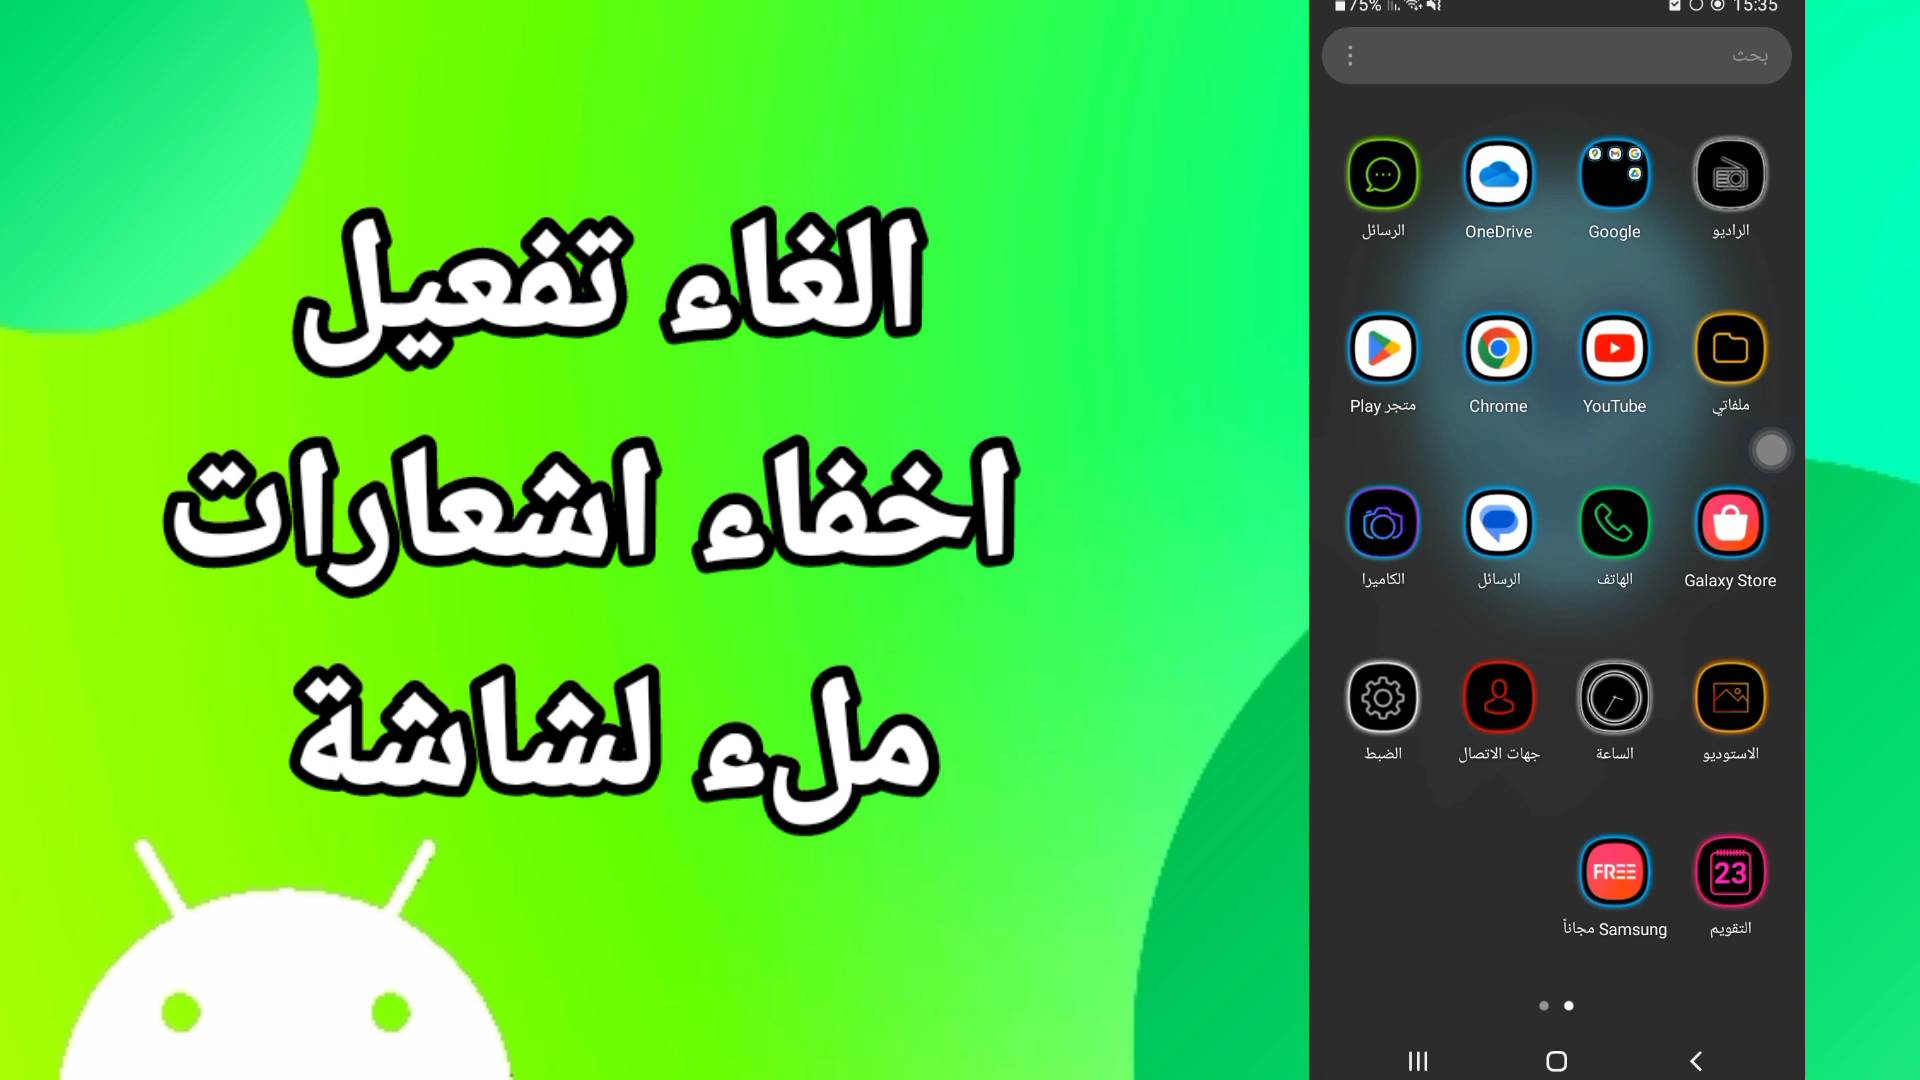 الغاء تفعيل
اخفاء اشعارات
ملء لشاشة
75% 15:35
بحث
الراديو Google OneDrive الرسائل
ملفاتي YouTube Chrome متجر Play
Galaxy Store الهاتف الرسائل الكاميرا
الاستوديو الساعة جهات الاتصال الضبط
23 FREE
التقويم Samsung مجاناً